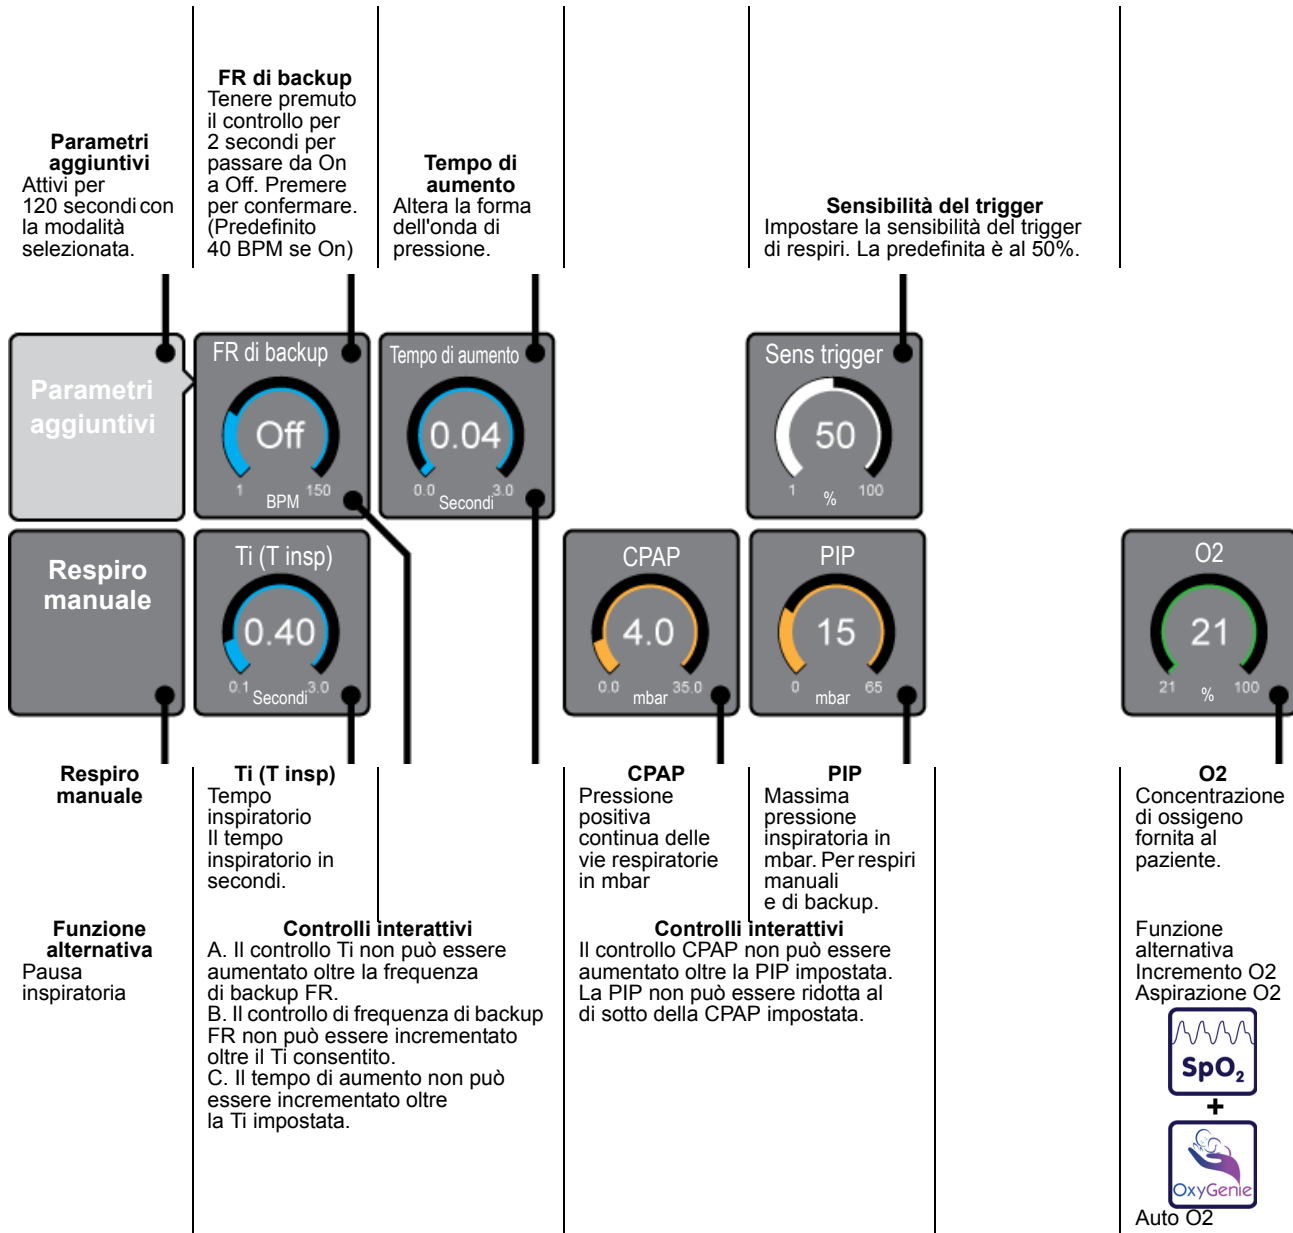 Parametri
aggiuntivi
Attivi per
120 secondi con
la modalità
selezionata.
FR di backup
Tenere premuto
il controllo per
2 secondi per
passare da On
a Off. Premere
per confermare.
(Predefinito
40 BPM se On)
Tempo di
aumento
Altera la forma
dell'onda di
pressione.
Sensibilità del trigger
Impostare la sensibilità del trigger
di respiri. La predefinita è al 50%.
Parametri
aggiuntivi
FR di backup
Off
1 150
BPM
Tempo di aumento
0.04
0.0 3.0
Secondi
Sens trigger
50
1 100
%
Respiro
manuale
Ti (T insp)
0.40
0.1 3.0
Secondi
CPAP
4.0
0.0 35.0
mbar
PIP
15
0 65
mbar
O2
21
21 100
%
Respiro
manuale
Ti (T insp)
Tempo
inspiratorio
Il tempo
inspiratorio in
secondi.
CPAP
Pressione
positiva
continua delle
vie respiratorie
in mbar
PIP
Massima
pressione
inspiratoria in
mbar. Per respiri
manuali
e di backup.
O2
Concentrazione
di ossigeno
fornita al
paziente.
Funzione
alternativa
Pausa
inspiratoria
Controlli interattivi
A. Il controllo Ti non può essere
aumentato oltre la frequenza
di backup FR.
B. Il controllo di frequenza di backup
FR non può essere incrementato
oltre il Ti consentito.
C. Il tempo di aumento non può
essere incrementato oltre
la Ti impostata.
Controlli interattivi
Il controllo CPAP non può essere
aumentato oltre la PIP impostata.
La PIP non può essere ridotta al
di sotto della CPAP impostata.
Funzione
alternativa
Incremento O2
Aspirazione O2
SpO₂
+
OxyGenie
Auto O2